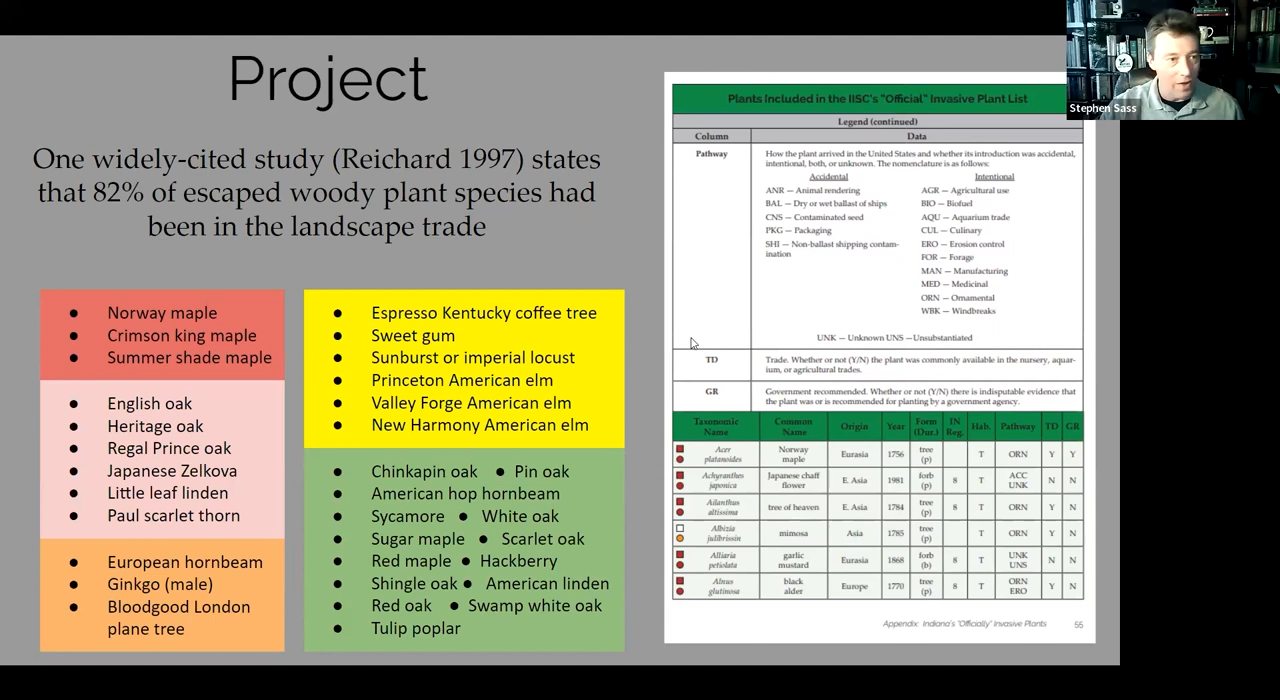 Project
One widely-cited study (Reichard 1997) states
that 82% of escaped woody plant species had
been in the landscape trade
● Norway maple
● Crimson king maple
● Summer shade maple
● English oak
● Heritage oak
● Regal Prince oak
● Japanese Zelkova
● Little leaf linden
● Paul scarlet thorn
● European hornbeam
● Ginkgo (male)
● Bloodgood London
plane tree
● Espresso Kentucky coffee tree
● Sweet gum
● Sunburst or imperial locust
● Princeton American elm
● Valley Forge American elm
● New Harmony American elm
● Chinkapin oak ● Pin oak
● American hop hornbeam
● Sycamore ● White oak
● Sugar maple ● Scarlet oak
● Red maple ● Hackberry
● Shingle oak ● American linden
● Red oak ● Swamp white oak
● Tulip poplar
Plants Included in the IISC's "Official" Invasive Plant List
Legend (continued)
Column Data
Pathway How the plant arrived in the United States and whether its introduction was accidental,
intentional, both, or unknown. The nomenclature is as follows:
Accidental Intentional
ANR — Animal rendering AGR — Agricultural use
BAL — Dry or wet ballast of ships BIO — Biofuel
CNS — Contaminated seed AQU — Aquarium trade
PKG — Packaging CUL — Culinary
SHI — Non-ballast shipping contam- ERO — Erosion control
ination FOR — Forage
MAN — Manufacturing
MED — Medicinal
ORN — Ornamental
WBK — Windbreaks
UNK — Unknown UNS —Unsubstantiated
TD Trade. Whether or not (Y/N) the plant was commonly available in the nursery, aquar-
ium, or agricultural trades.
GR Government recommended. Whether or not (Y/N) there is indisputable evidence that
the plant was or is recommended for planting by a government agency.
Taxonomic Name Common Name Origin Year Form (Dur.) IN Reg. Hab. Pathway TD GR
Acer platanoides Norway maple Eurasia 1756 tree (p) T ORN Y Y
Achyranthes japonica Japanese chaff flower E. Asia 1981 forb (p) 8 T ACC UNK N N
Ailanthus altissima tree of heaven E. Asia 1784 tree (p) 8 T ORN Y N
Albizia julibrissin mimosa Asia 1785 tree (p) T ORN Y N
Alliaria petiolata garlic mustard Eurasia 1868 forb (b) 8 T UNK UNS N N
Alnus glutinosa black alder Europe 1770 tree (p) 8 T ORN ERO Y N
Appendix: Indiana's "Officially" Invasive Plants 55
Stephen Sass